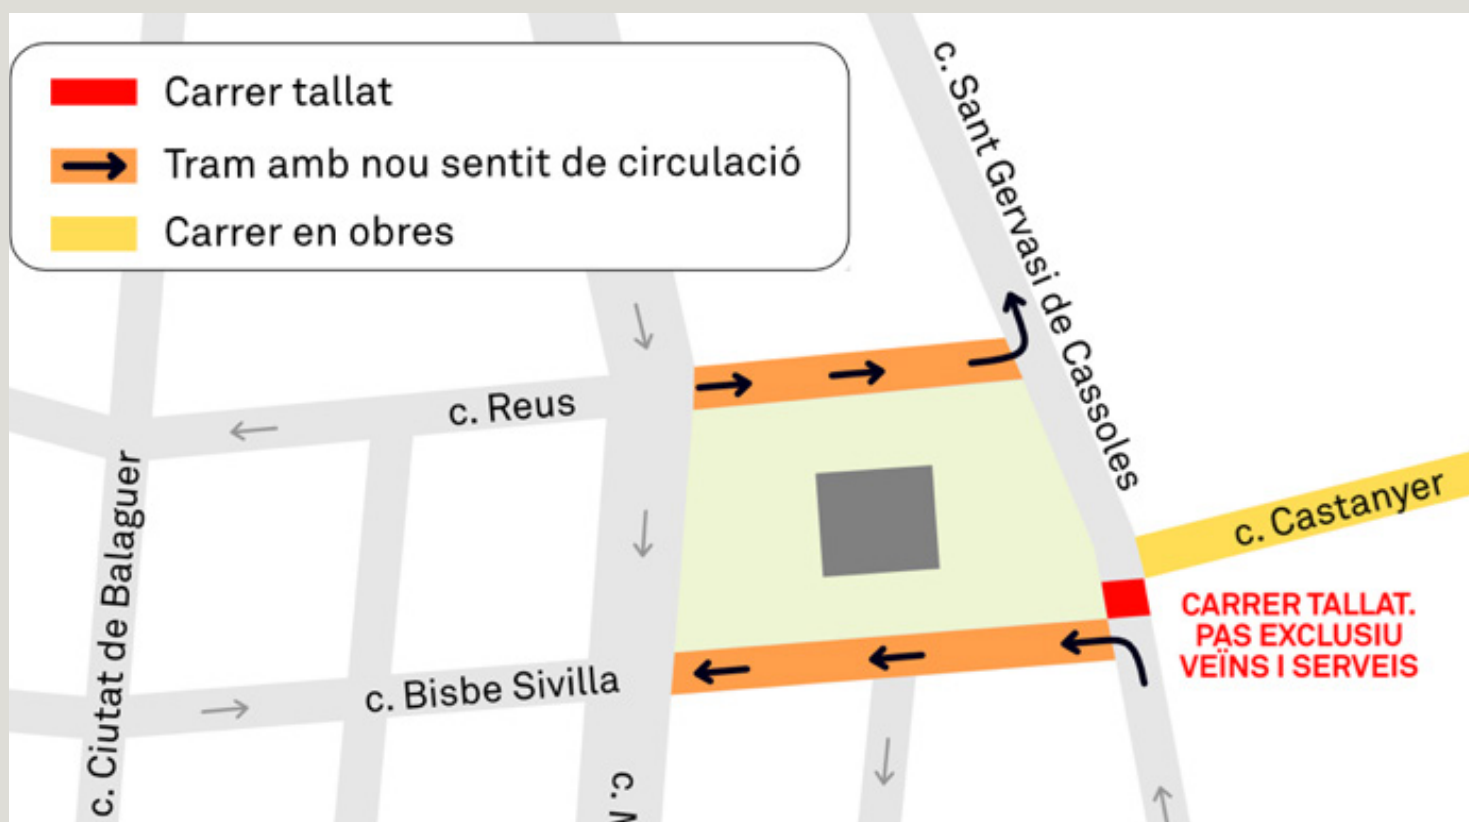 Carrer tallat
Tram amb nou sentit de circulació
Carrer en obres
c. Sant Gervasi de Cassoles
c. Reus
c. Castanyer
c. Ciutat de Balaguer
CARRER TALLAT.
PAS EXCLUSIU
VEÏNS I SERVEIS
c. Bisbe Sivilla
c.